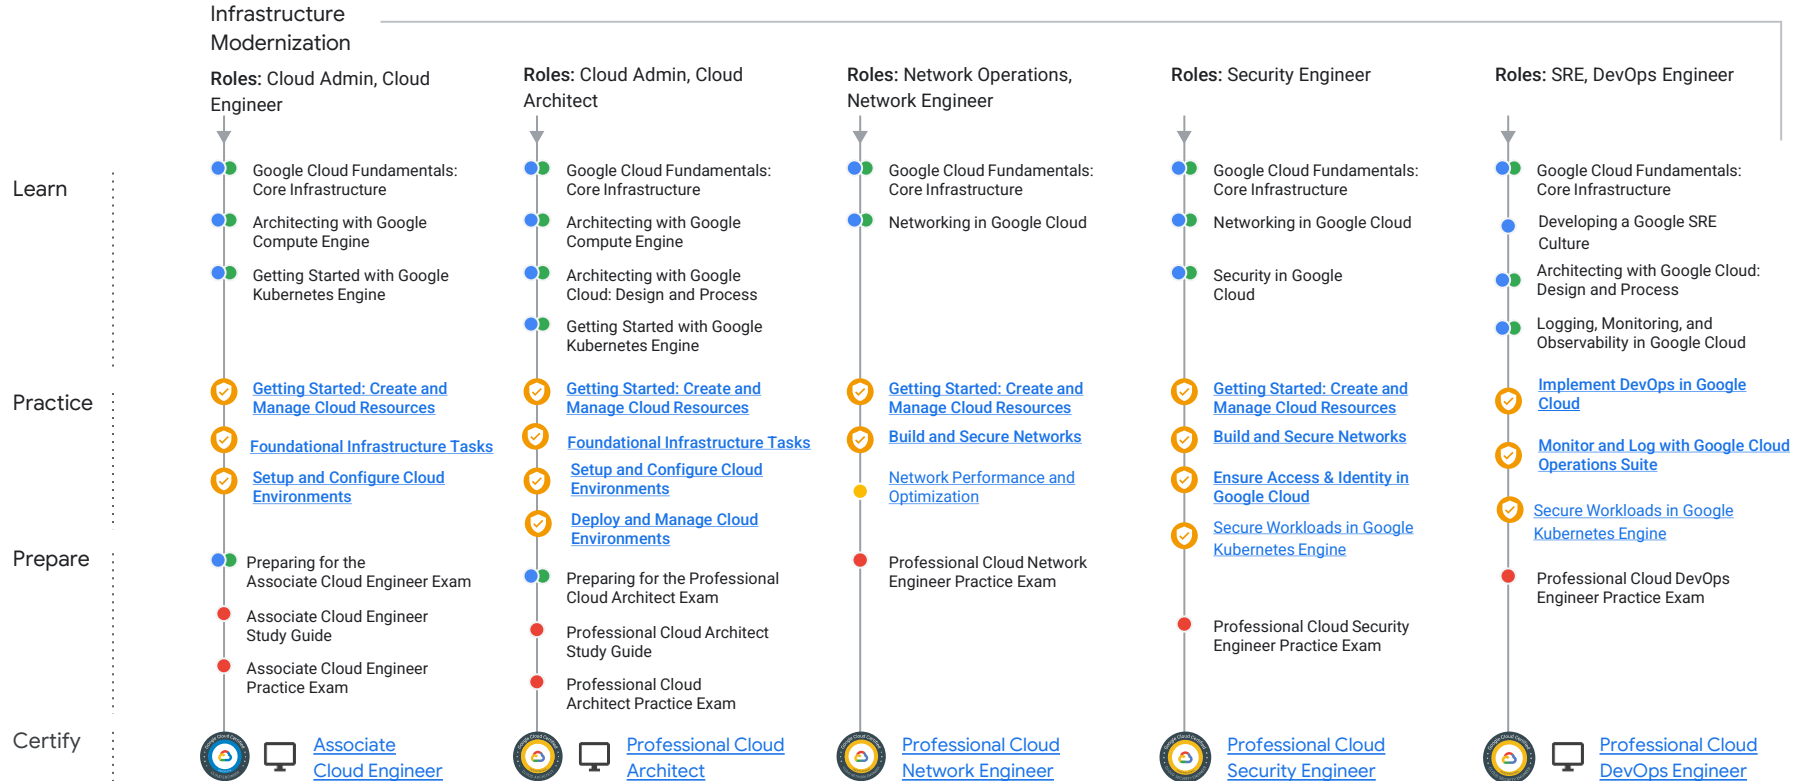 Infrastructure
Modernization
Roles: Cloud Admin, Cloud
Engineer
Roles: Cloud Admin, Cloud
Architect
Roles: Network Operations,
Network Engineer
Roles: Security Engineer
Roles: SRE, DevOps Engineer
Learn
Google Cloud Fundamentals:
Core Infrastructure
Architecting with Google
Compute Engine
Getting Started with Google
Kubernetes Engine
Google Cloud Fundamentals:
Core Infrastructure
Architecting with Google
Compute Engine
Architecting with Google
Cloud: Design and Process
Getting Started with Google
Kubernetes Engine
Google Cloud Fundamentals:
Core Infrastructure
Networking in Google Cloud
Google Cloud Fundamentals:
Core Infrastructure
Networking in Google Cloud
Security in Google
Cloud
Google Cloud Fundamentals:
Core Infrastructure
Developing a Google SRE
Culture
Architecting with Google Cloud:
Design and Process
Logging, Monitoring, and
Observability in Google Cloud
Practice
Getting Started: Create and
Manage Cloud Resources
Foundational Infrastructure Tasks
Setup and Configure Cloud
Environments
Getting Started: Create and
Manage Cloud Resources
Foundational Infrastructure Tasks
Setup and Configure Cloud
Environments
Deploy and Manage Cloud
Environments
Getting Started: Create and
Manage Cloud Resources
Build and Secure Networks
Network Performance and
Optimization
Getting Started: Create and
Manage Cloud Resources
Build and Secure Networks
Ensure Access & Identity in
Google Cloud
Secure Workloads in Google
Kubernetes Engine
Implement DevOps in Google
Cloud
Monitor and Log with Google Cloud
Operations Suite
Secure Workloads in Google
Kubernetes Engine
Prepare
Preparing for the
Associate Cloud Engineer Exam
Associate Cloud Engineer
Study Guide
Associate Cloud Engineer
Practice Exam
Preparing for the Professional
Cloud Architect Exam
Professional Cloud Architect
Study Guide
Professional Cloud
Architect Practice Exam
Professional Cloud Network
Engineer Practice Exam
Professional Cloud Security
Engineer Practice Exam
Professional Cloud DevOps
Engineer Practice Exam
Certify
Associate
Cloud Engineer
Professional Cloud
Architect
Professional Cloud
Network Engineer
Professional Cloud
Security Engineer
Professional Cloud
DevOps Engineer